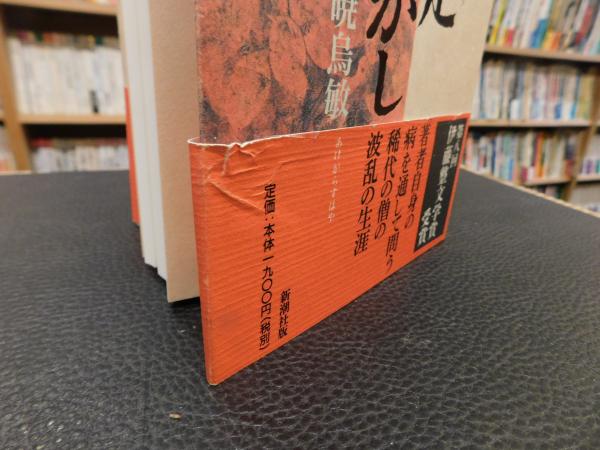 足
かし
暁烏敏
あけがらすはや
第八回
伊藤整文学賞
受賞
著者自身の
病を通して問う
稀代の僧の
波乱の生涯
新潮社版
定価：本体一九〇〇円（税別）